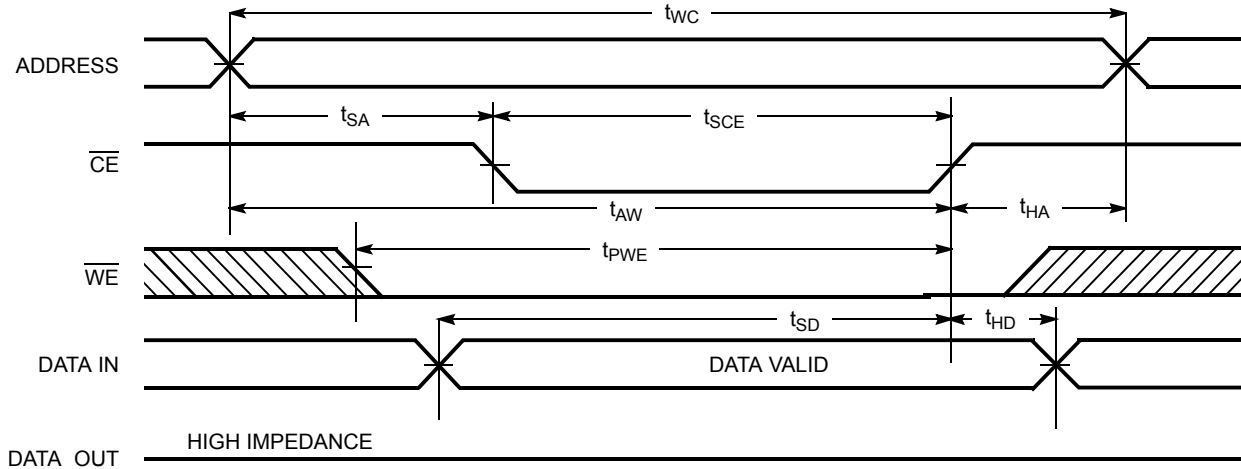 tWC
ADDRESS
tSA
tSCE
CE
tAW
tHA
tPWE
WE
tSD
tHD
DATA IN
DATA VALID
HIGH IMPEDANCE
DATA OUT